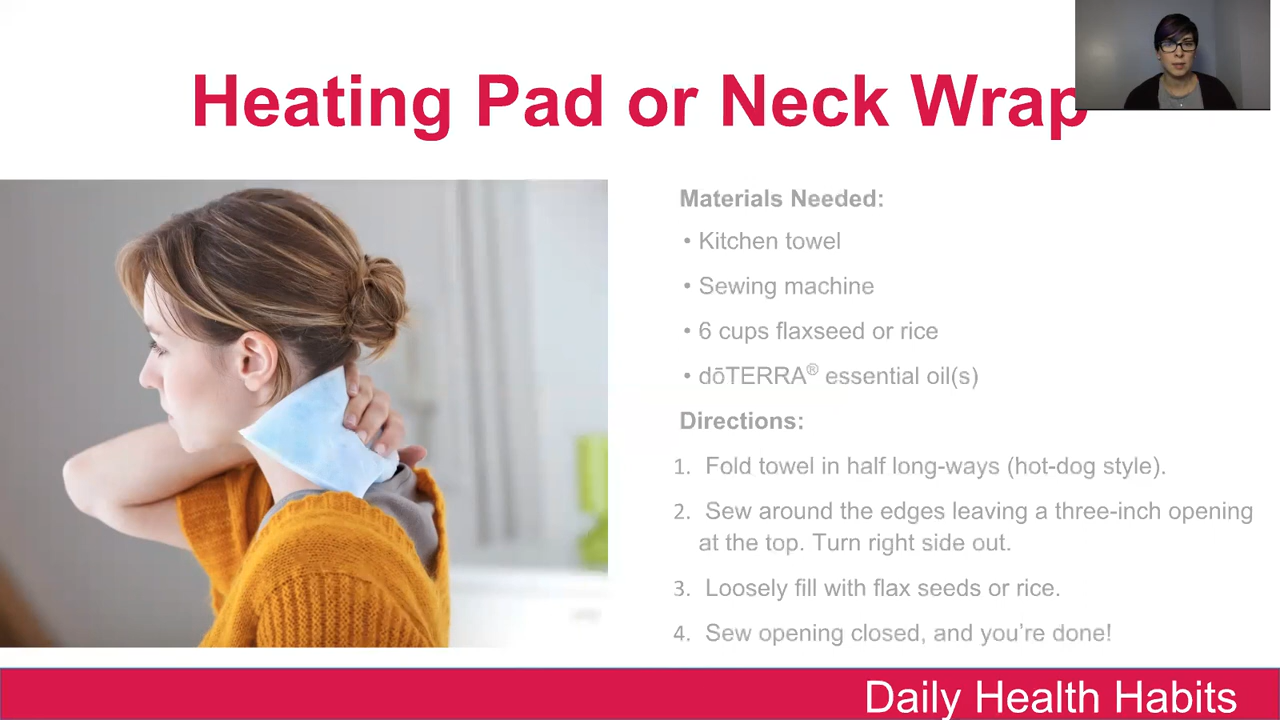 Heating Pad or Neck Wrap
Materials Needed:
• Kitchen towel
• Sewing machine
• 6 cups flaxseed or rice
• dōTERRA® essential oil(s)
Directions:
1. Fold towel in half long-ways (hot-dog style).
2. Sew around the edges leaving a three-inch opening
at the top. Turn right side out.
3. Loosely fill with flax seeds or rice.
4. Sew opening closed, and you’re done!
Daily Health Habits